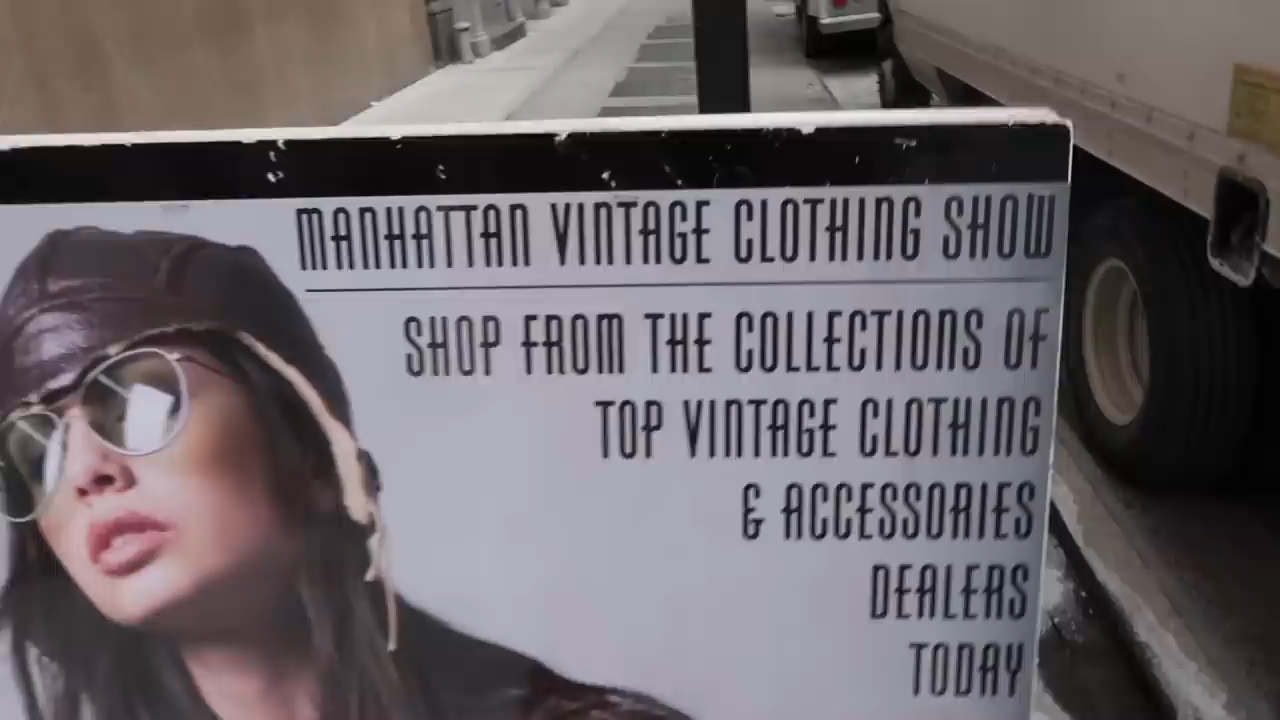 MANHATTAN VINTAGE CLOTHING SHOW
SHOP FROM THE COLLECTIONS OF
TOP VINTAGE CLOTHING
& ACCESSORIES
DEALERS
TODAY